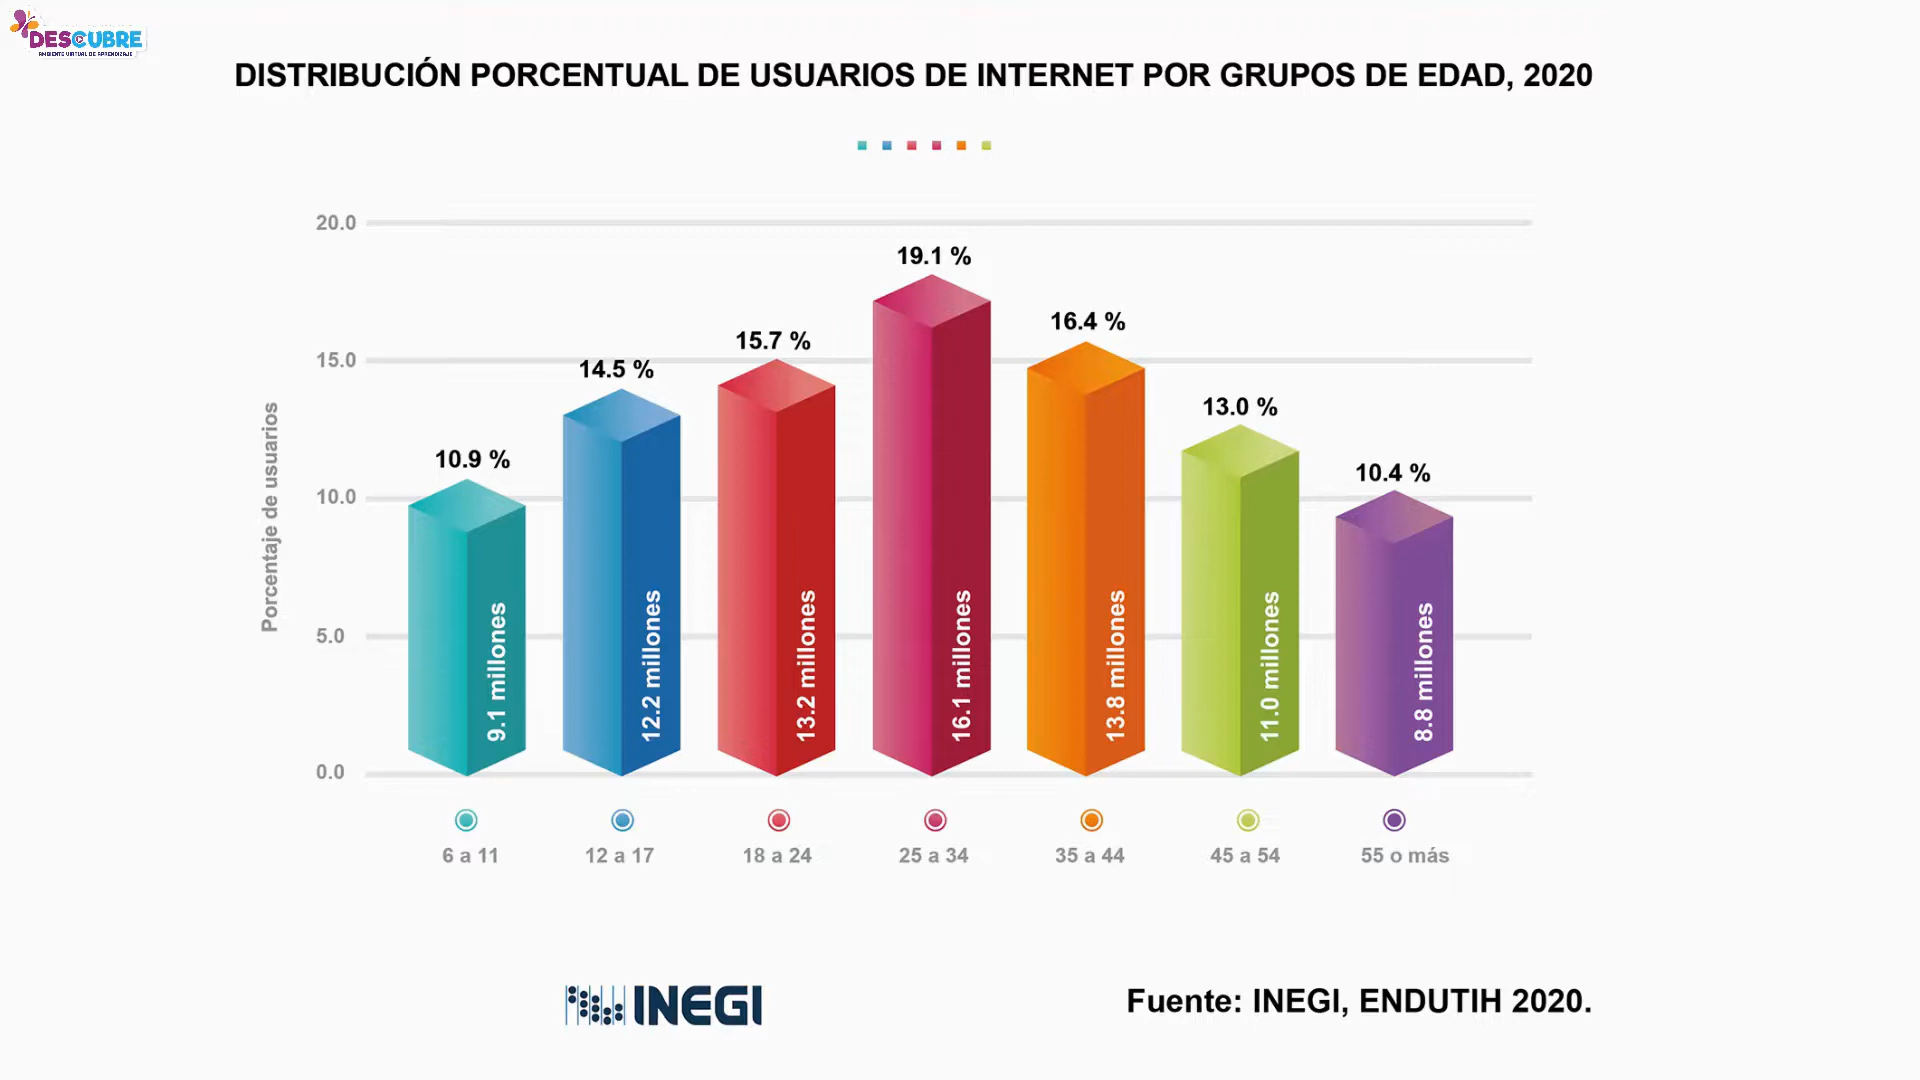 DESCUBRE
AMBIENTE VIRTUAL DE APRENDIZAJE
DISTRIBUCIÓN PORCENTUAL DE USUARIOS DE INTERNET POR GRUPOS DE EDAD, 2020
Porcentaje de usuarios
20.0
15.0
10.0
5.0
0.0
10.9 %
14.5 %
15.7 %
19.1 %
16.4 %
13.0 %
10.4 %
9.1 millones
12.2 millones
13.2 millones
16.1 millones
13.8 millones
11.0 millones
8.8 millones
6 a 11
12 a 17
18 a 24
25 a 34
35 a 44
45 a 54
55 o más
INEGI
Fuente: INEGI, ENDUTIH 2020.